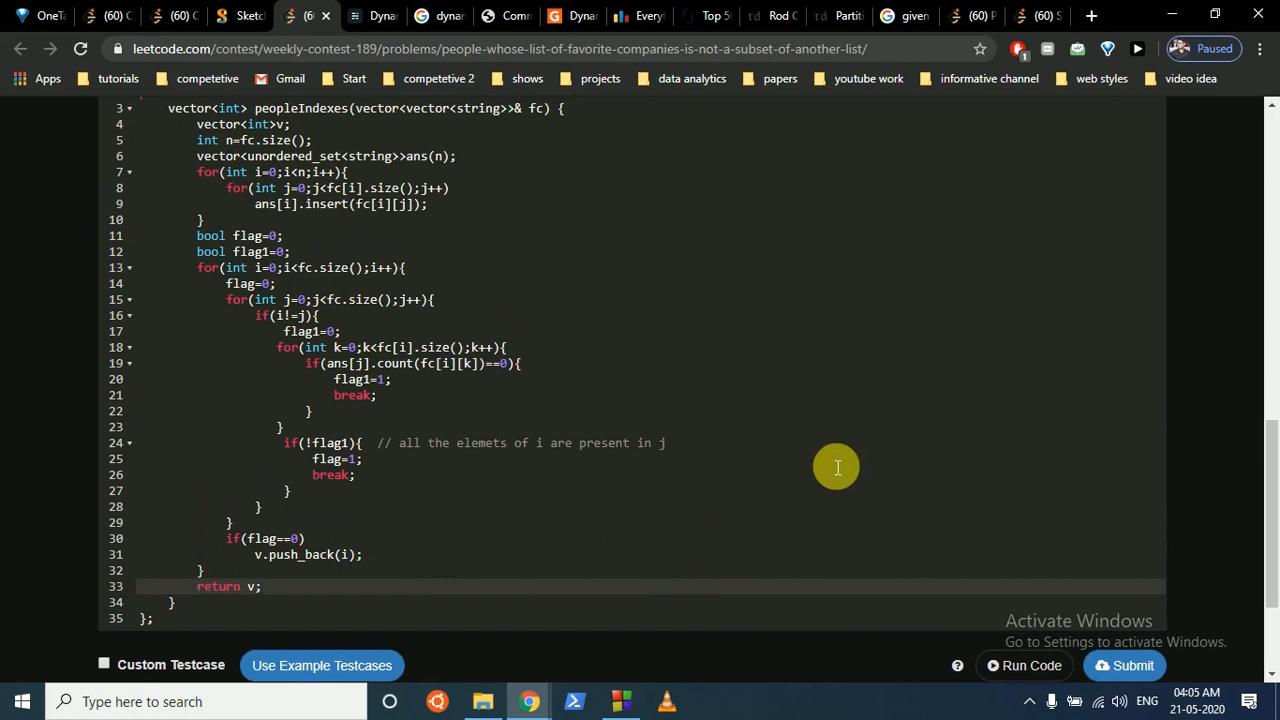 OneTa
(60) C
(60) C
Sketch
(6
Dynar
dynar
Comn
Dynar
Every
Top 5
Rod C
Partiti
given
(60) P
(60) S
leetcode.com/contest/weekly-contest-189/problems/people-whose-list-of-favorite-companies-is-not-a-subset-of-another-list/
1
Paused
Apps tutorials competetive Gmail Start competetive 2 shows projects data analytics papers youtube work informative channel web styles video idea
3 vector<int> peopleIndexes(vector<vector<string>>& fc) {
4 vector<int>v;
5 int n=fc.size();
6 vector<unordered_set<string>>ans(n);
7 for(int i=0;i<n;i++){
8 for(int j=0;j<fc[i].size();j++)
9 ans[i].insert(fc[i][j]);
10 }
11 bool flag=0;
12 bool flag1=0;
13 for(int i=0;i<fc.size();i++){
14 flag=0;
15 for(int j=0;j<fc.size();j++){
16 if(i!=j){
17 flag1=0;
18 for(int k=0;k<fc[i].size();k++){
19 if(ans[j].count(fc[i][k])==0){
20 flag1=1;
21 break;
22 }
23 }
24 if(!flag1){ // all the elemets of i are present in j
25 flag=1;
26 break;
27 }
28 }
29 }
30 if(flag==0)
31 v.push_back(i);
32 }
33 return v;
34 }
35 };
Activate Windows
Go to Settings to activate Windows.
Custom Testcase
Use Example Testcases
Run Code
Submit
Type here to search
ENG
04:05 AM
21-05-2020